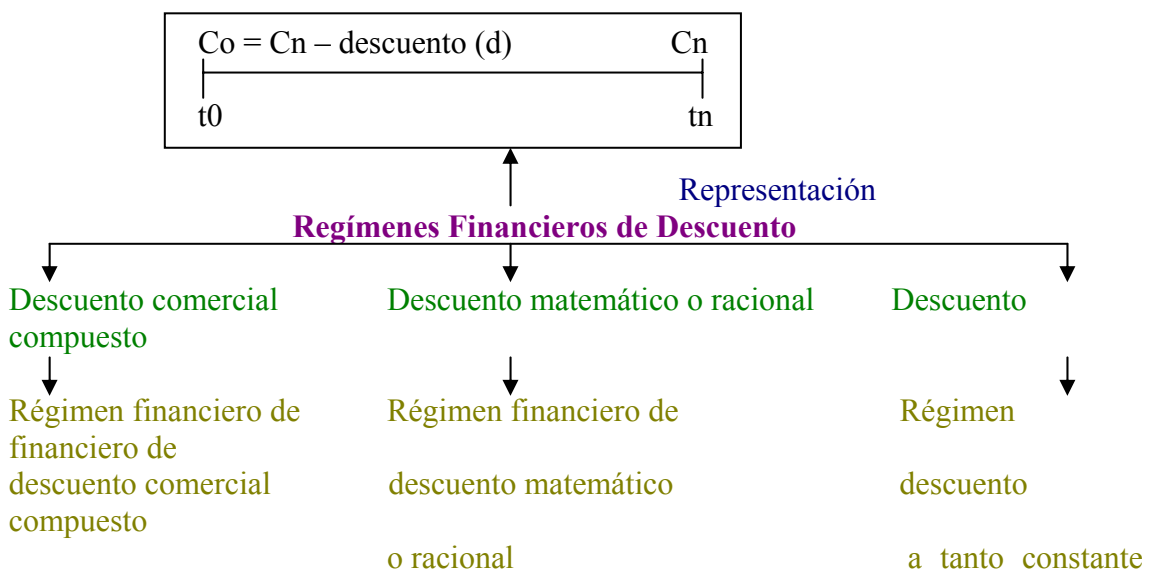 Co = Cn – descuento (d) Cn
t0 tn
Representación
Regímenes Financieros de Descuento
Descuento comercial Descuento matemático o racional Descuento
compuesto
Régimen financiero de Régimen financiero de Régimen
financiero de
descuento comercial descuento matemático descuento
compuesto
o racional a tanto constante